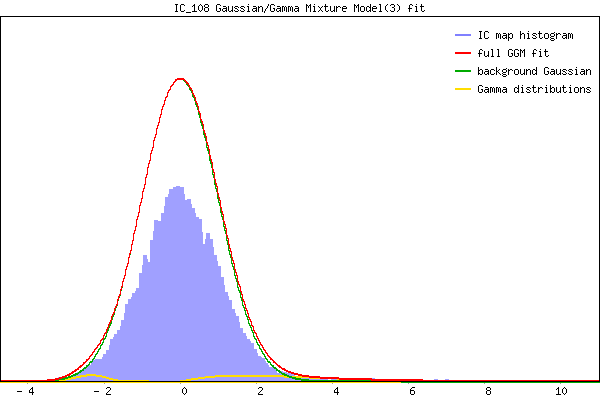 IC_108 Gaussian/Gamma Mixture Model(3) fit
IC map histogram
full GGM fit
background Gaussian
Gamma distributions
-4 -2 0 2 4 6 8 10